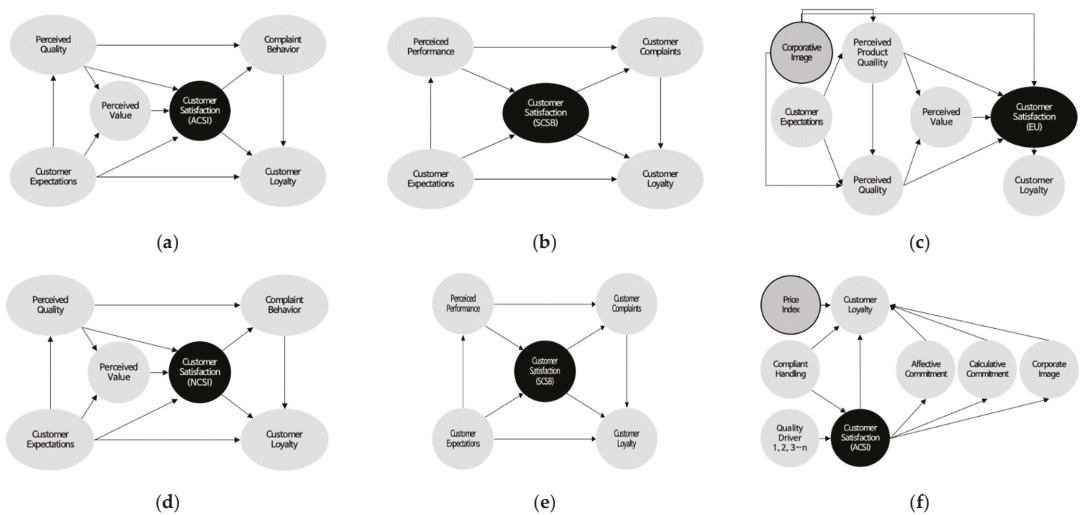 Perceived
Quality
Complaint
Behavior
Perceived
Value
Customer
Satisfaction
(ACSI)
Customer
Expectations
Customer
Loyalty
(a)
Perceiced
Performance
Customer
Complaints
Customer
Satisfaction
(SCSB)
Customer
Expectations
Customer
Loyalty
(b)
Corporative
Image
Perceived
Product
Quaility
Customer
Expectations
Perceived
Value
Customer
Satisfaction
(EU)
Perceived
Quality
Customer
Loyalty
(c)
Perceived
Quality
Complaint
Behavior
Perceived
Value
Customer
Satisfaction
(NCSI)
Customer
Expectations
Customer
Loyalty
(d)
Perceiced
Performance
Customer
Complaints
Customer
Satisfaction
(SCSB)
Customer
Expectations
Customer
Loyalty
(e)
Price
Index
Customer
Loyalty
Compliant
Handling
Affective
Commitment
Calculative
Commitment
Corporate
Image
Quality
Driver
1, 2, 3—n
Customer
Satisfaction
(ACSI)
(f)